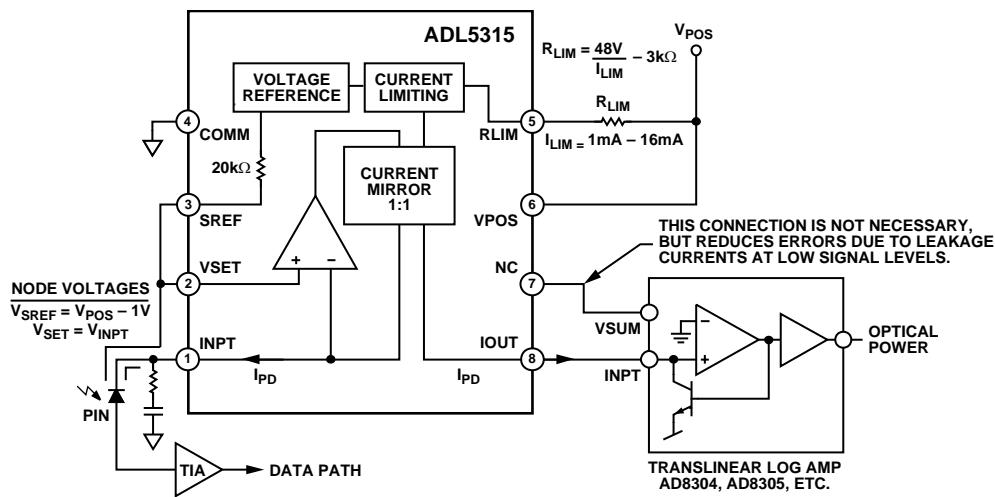 ADL5315
VOLTAGE
REFERENCE
CURRENT
LIMITING
R_LIM = 48V / I_LIM – 3kΩ
V_POS
R_LIM
I_LIM = 1mA – 16mA
4
COMM
5
RLIM
20kΩ
CURRENT
MIRROR
1:1
3
SREF
6
VPOS
THIS CONNECTION IS NOT NECESSARY,
BUT REDUCES ERRORS DUE TO LEAKAGE
CURRENTS AT LOW SIGNAL LEVELS.
+ –
2
VSET
NC
7
NODE VOLTAGES
V_SREF = V_POS – 1V
V_SET = V_INPT
VSUM
–
+
OPTICAL
POWER
1
INPT
I_PD
IOUT
8
I_PD
INPT
PIN
TIA
DATA PATH
TRANSLINEAR LOG AMP
AD8304, AD8305, ETC.